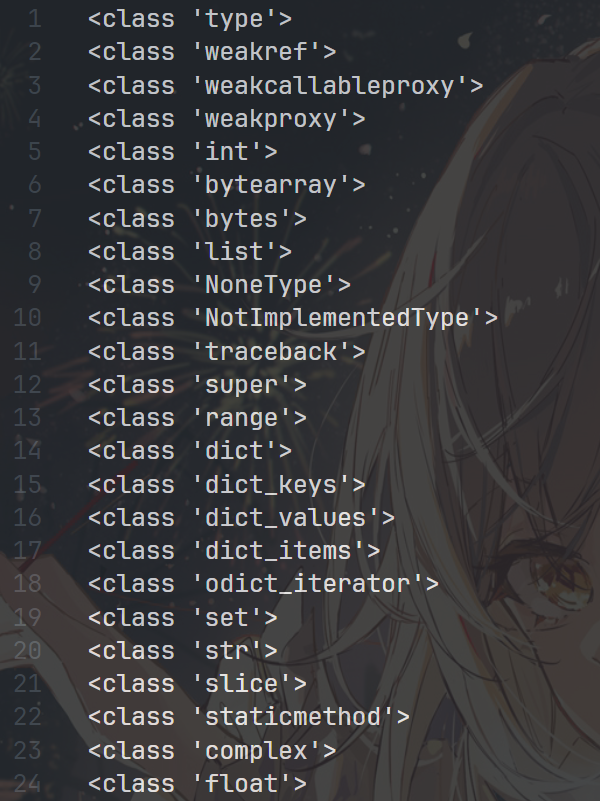 1 <class 'type'>
2 <class 'weakref'>
3 <class 'weakcallableproxy'>
4 <class 'weakproxy'>
5 <class 'int'>
6 <class 'bytearray'>
7 <class 'bytes'>
8 <class 'list'>
9 <class 'NoneType'>
10 <class 'NotImplementedType'>
11 <class 'traceback'>
12 <class 'super'>
13 <class 'range'>
14 <class 'dict'>
15 <class 'dict_keys'>
16 <class 'dict_values'>
17 <class 'dict_items'>
18 <class 'odict_iterator'>
19 <class 'set'>
20 <class 'str'>
21 <class 'slice'>
22 <class 'staticmethod'>
23 <class 'complex'>
24 <class 'float'>